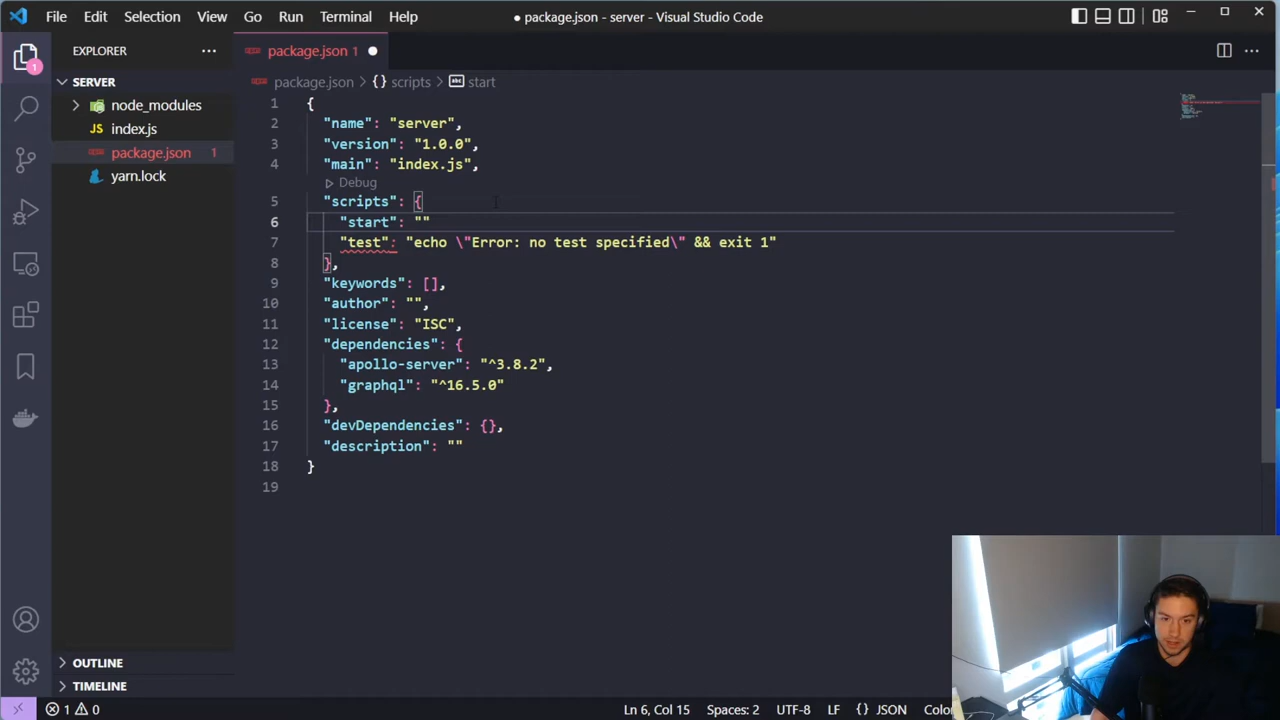 File Edit Selection View Go Run Terminal Help
● package.json - server - Visual Studio Code
EXPLORER
SERVER
node_modules
JS index.js
package.json 1
yarn.lock
OUTLINE
TIMELINE
1
package.json 1 ●
package.json > {} scripts > abc start
1 {
2 "name": "server",
3 "version": "1.0.0",
4 "main": "index.js",
Debug
5 "scripts": {
6 "start": ""
7 "test": "echo \"Error: no test specified\" && exit 1"
8 },
9 "keywords": [],
10 "author": "",
11 "license": "ISC",
12 "dependencies": {
13 "apollo-server": "^3.8.2",
14 "graphql": "^16.5.0"
15 },
16 "devDependencies": {},
17 "description": ""
18 }
19
1 0 Ln 6, Col 15 Spaces: 2 UTF-8 LF {} JSON